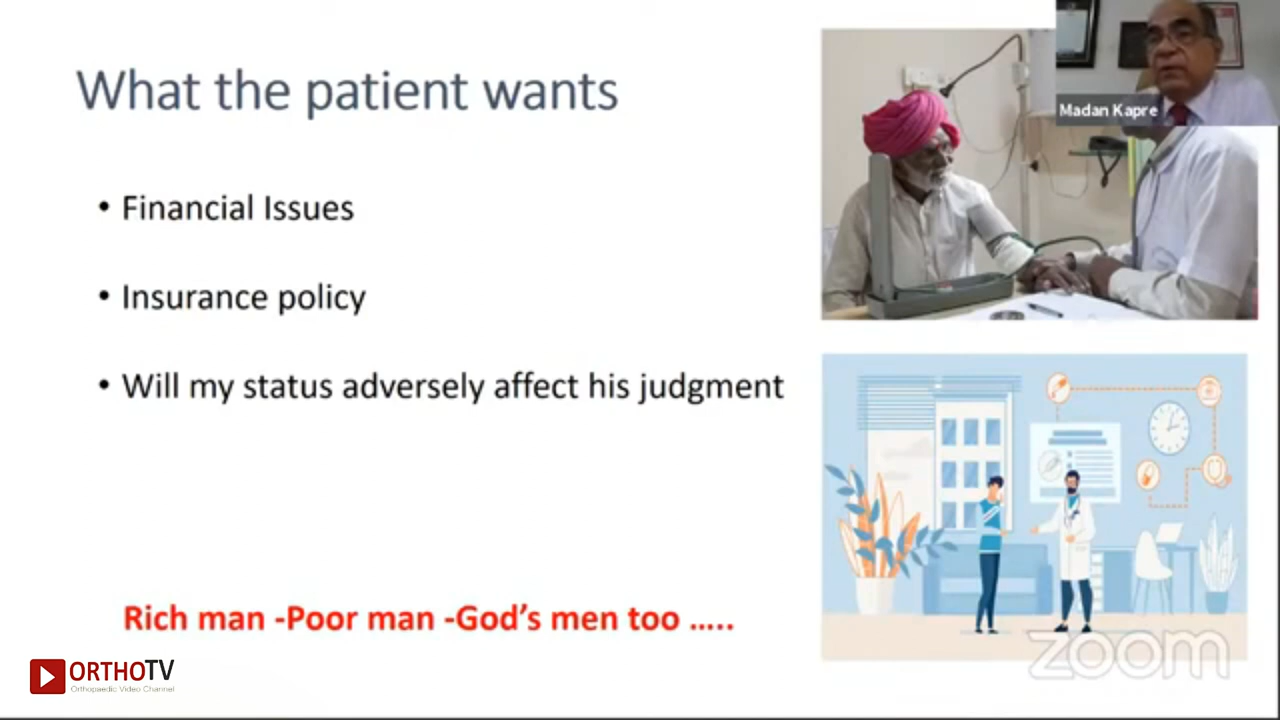 What the patient wants
Madan Kapre
• Financial Issues
• Insurance policy
• Will my status adversely affect his judgment
Rich man -Poor man -God's men too …..
ORTHOTV
Orthopaedic Video Channel
zoom